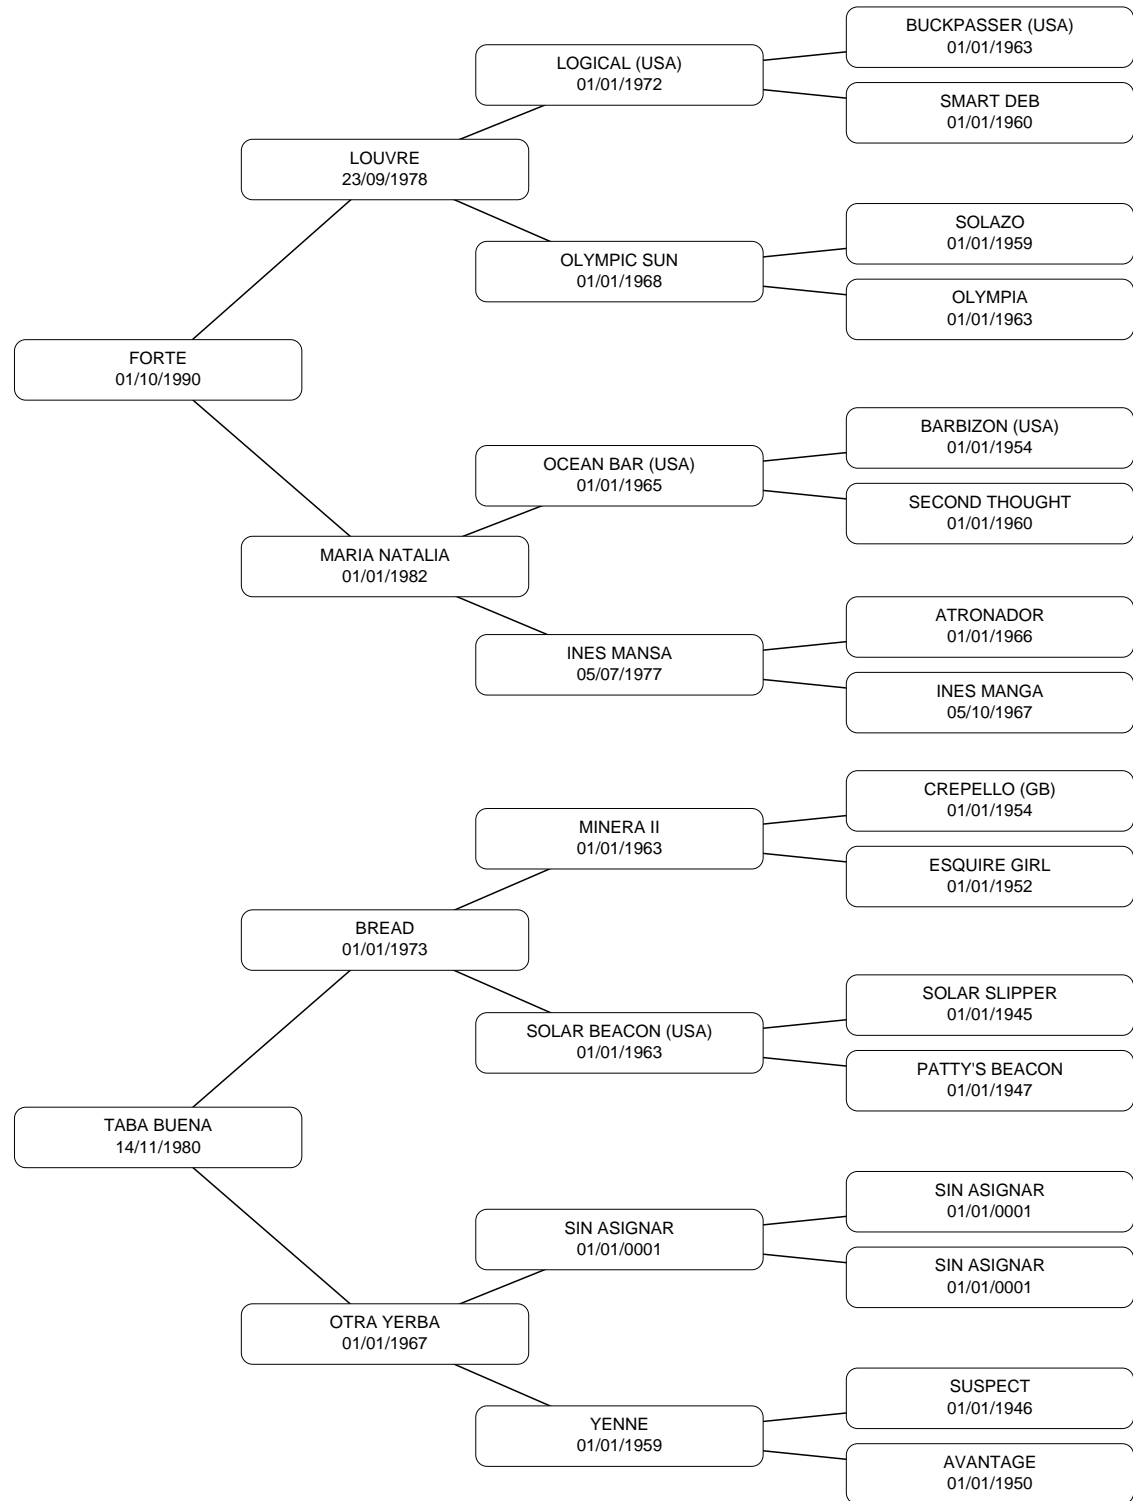 BUCKPASSER (USA)
01/01/1963
LOGICAL (USA)
01/01/1972
SMART DEB
01/01/1960
LOUVRE
23/09/1978
SOLAZO
01/01/1959
OLYMPIC SUN
01/01/1968
OLYMPIA
01/01/1963
FORTE
01/10/1990
BARBIZON (USA)
01/01/1954
OCEAN BAR (USA)
01/01/1965
SECOND THOUGHT
01/01/1960
MARIA NATALIA
01/01/1982
ATRONADOR
01/01/1966
INES MANSA
05/07/1977
INES MANGA
05/10/1967
CREPELLO (GB)
01/01/1954
MINERA II
01/01/1963
ESQUIRE GIRL
01/01/1952
BREAD
01/01/1973
SOLAR SLIPPER
01/01/1945
SOLAR BEACON (USA)
01/01/1963
PATTY'S BEACON
01/01/1947
TABA BUENA
14/11/1980
SIN ASIGNAR
01/01/0001
SIN ASIGNAR
01/01/0001
SIN ASIGNAR
01/01/0001
OTRA YERBA
01/01/1967
SUSPECT
01/01/1946
YENNE
01/01/1959
AVANTAGE
01/01/1950